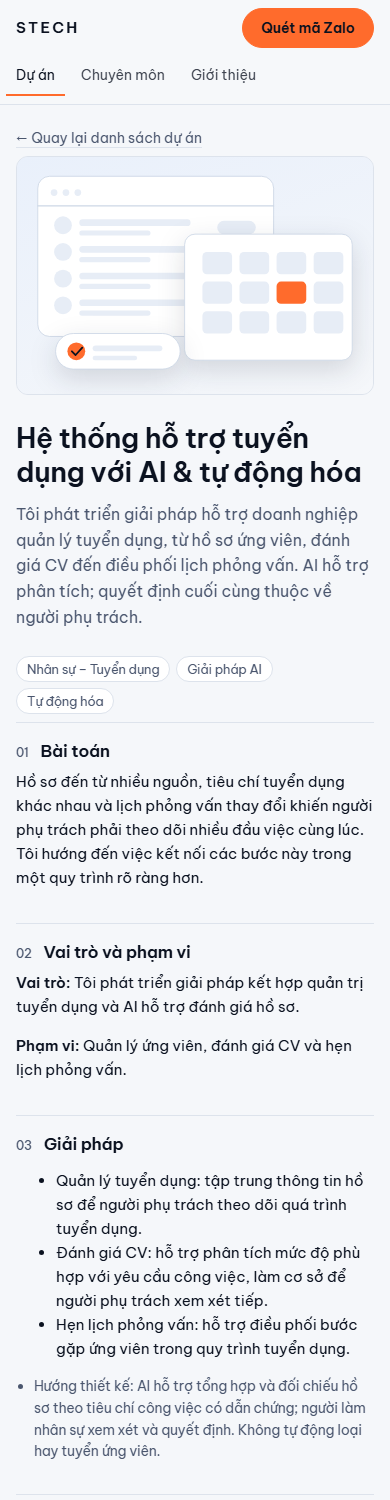 STECH
Quét mã Zalo
Dự án
Chuyên môn
Giới thiệu
← Quay lại danh sách dự án
Hệ thống hỗ trợ tuyển
dụng với AI & tự động hóa
Tôi phát triển giải pháp hỗ trợ doanh nghiệp
quản lý tuyển dụng, từ hồ sơ ứng viên, đánh
giá CV đến điều phối lịch phỏng vấn. AI hỗ trợ
phân tích; quyết định cuối cùng thuộc về
người phụ trách.
Nhân sự – Tuyển dụng
Giải pháp AI
Tự động hóa
01 Bài toán
Hồ sơ đến từ nhiều nguồn, tiêu chí tuyển dụng
khác nhau và lịch phỏng vấn thay đổi khiến người
phụ trách phải theo dõi nhiều đầu việc cùng lúc.
Tôi hướng đến việc kết nối các bước này trong
một quy trình rõ ràng hơn.
02 Vai trò và phạm vi
Vai trò: Tôi phát triển giải pháp kết hợp quản trị
tuyển dụng và AI hỗ trợ đánh giá hồ sơ.
Phạm vi: Quản lý ứng viên, đánh giá CV và hẹn
lịch phỏng vấn.
03 Giải pháp
• Quản lý tuyển dụng: tập trung thông tin hồ
sơ để người phụ trách theo dõi quá trình
tuyển dụng.
• Đánh giá CV: hỗ trợ phân tích mức độ phù
hợp với yêu cầu công việc, làm cơ sở để
người phụ trách xem xét tiếp.
• Hẹn lịch phỏng vấn: hỗ trợ điều phối bước
gặp ứng viên trong quy trình tuyển dụng.
• Hướng thiết kế: AI hỗ trợ tổng hợp và đối chiếu hồ
sơ theo tiêu chí công việc có dẫn chứng; người làm
nhân sự xem xét và quyết định. Không tự động loại
hay tuyển ứng viên.